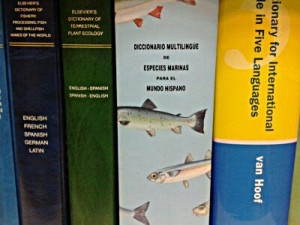 ELSEVIER'S
DICTIONARY OF
FISHERY,
PROCESSING, FISH
AND SHELLFISH
NAMES OF THE WORLD
ENGLISH
FRENCH
SPANISH
GERMAN
LATIN
ELSEVIER'S
DICTIONARY OF
TERRESTRIAL
PLANT ECOLOGY
ENGLISH - SPANISH
SPANISH - ENGLISH
DICCIONARIO MULTILINGUE
DE
ESPECIES MARINAS
PARA EL
MUNDO HISPANO
for International
in Five Languages
van Hoof